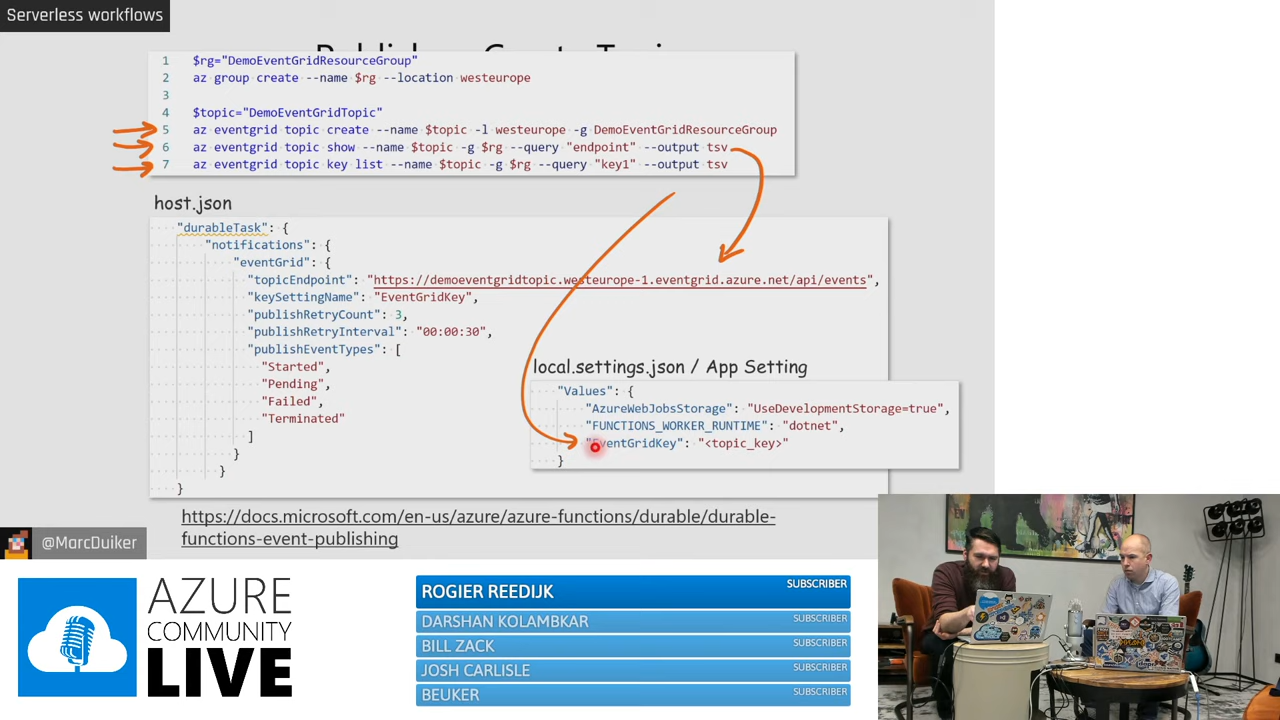 Serverless workflows
1 $rg="DemoEventGridResourceGroup"
2 az group create --name $rg --location westeurope
3
4 $topic="DemoEventGridTopic"
5 az eventgrid topic create --name $topic -l westeurope -g DemoEventGridResourceGroup
6 az eventgrid topic show --name $topic -g $rg --query "endpoint" --output tsv
7 az eventgrid topic key list --name $topic -g $rg --query "key1" --output tsv
host.json
"durableTask": {
"notifications": {
"eventGrid": {
"topicEndpoint": "https://demoeventgridtopic.westeurope-1.eventgrid.azure.net/api/events",
"keySettingName": "EventGridKey",
"publishRetryCount": 3,
"publishRetryInterval": "00:00:30",
"publishEventTypes": [
"Started",
"Pending",
"Failed",
"Terminated"
]
}
}
}
local.settings.json / App Setting
"Values": {
"AzureWebJobsStorage": "UseDevelopmentStorage=true",
"FUNCTIONS_WORKER_RUNTIME": "dotnet",
"EventGridKey": "<topic_key>"
}
https://docs.microsoft.com/en-us/azure/azure-functions/durable/durable-
functions-event-publishing
@MarcDuiker
AZURE
COMMUNITY
LIVE
ROGIER REEDIJK SUBSCRIBER
DARSHAN KOLAMBKAR SUBSCRIBER
BILL ZACK SUBSCRIBER
JOSH CARLISLE SUBSCRIBER
BEUKER SUBSCRIBER